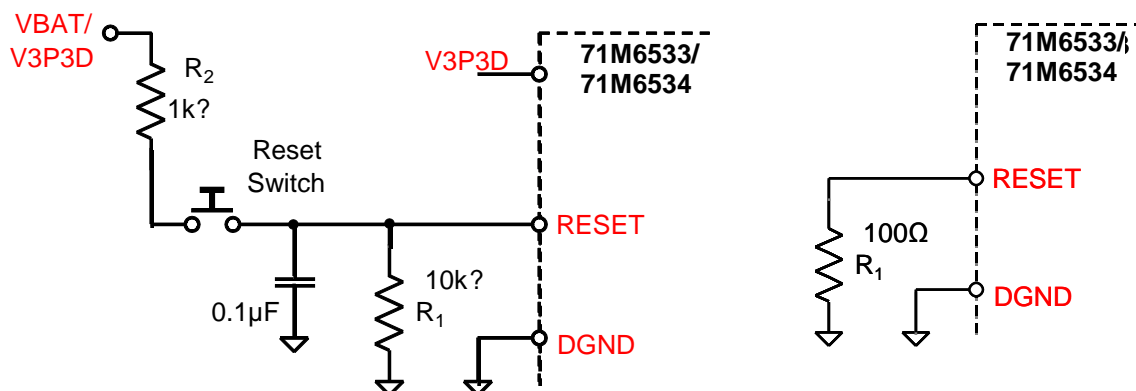 VBAT/
V3P3D
R2
1k?
Reset
Switch
0.1µF
10k?
R1
V3P3D
71M6533/
71M6534
RESET
DGND
71M6533/
71M6534
RESET
100Ω
R1
DGND